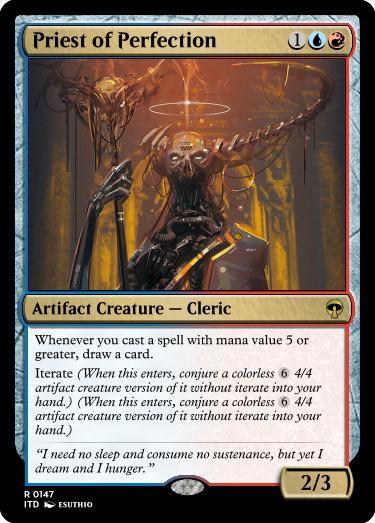 Priest of Perfection 1
Artifact Creature — Cleric
Whenever you cast a spell with mana value 5 or
greater, draw a card.
Iterate (When this enters, conjure a colorless 6 4/4
artifact creature version of it without iterate into your
hand.) (When this enters, conjure a colorless 6 4/4
artifact creature version of it without iterate into your
hand.)
“I need no sleep and consume no sustenance, but yet I
dream and I hunger.”
2/3
R 0147
ITD ESUTHIO